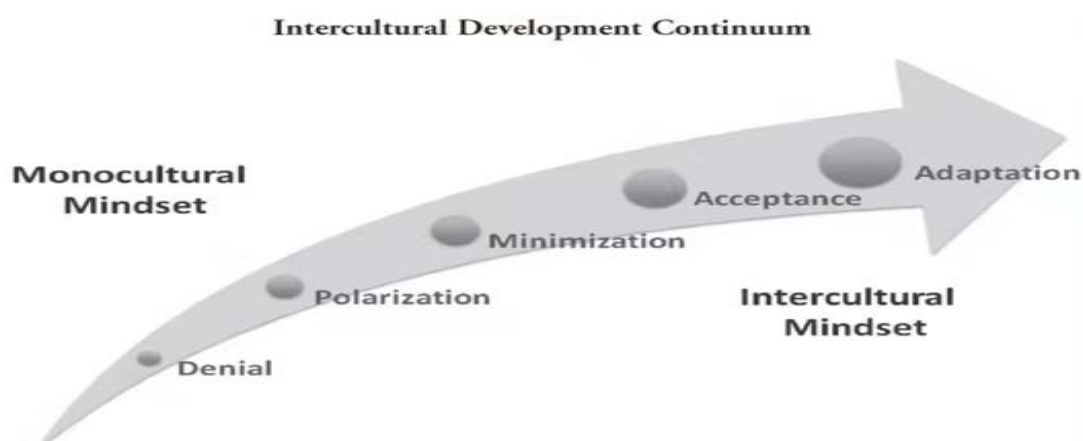 Intercultural Development Continuum
Monocultural
Mindset
Adaptation
Acceptance
Minimization
Polarization
Intercultural
Mindset
Denial